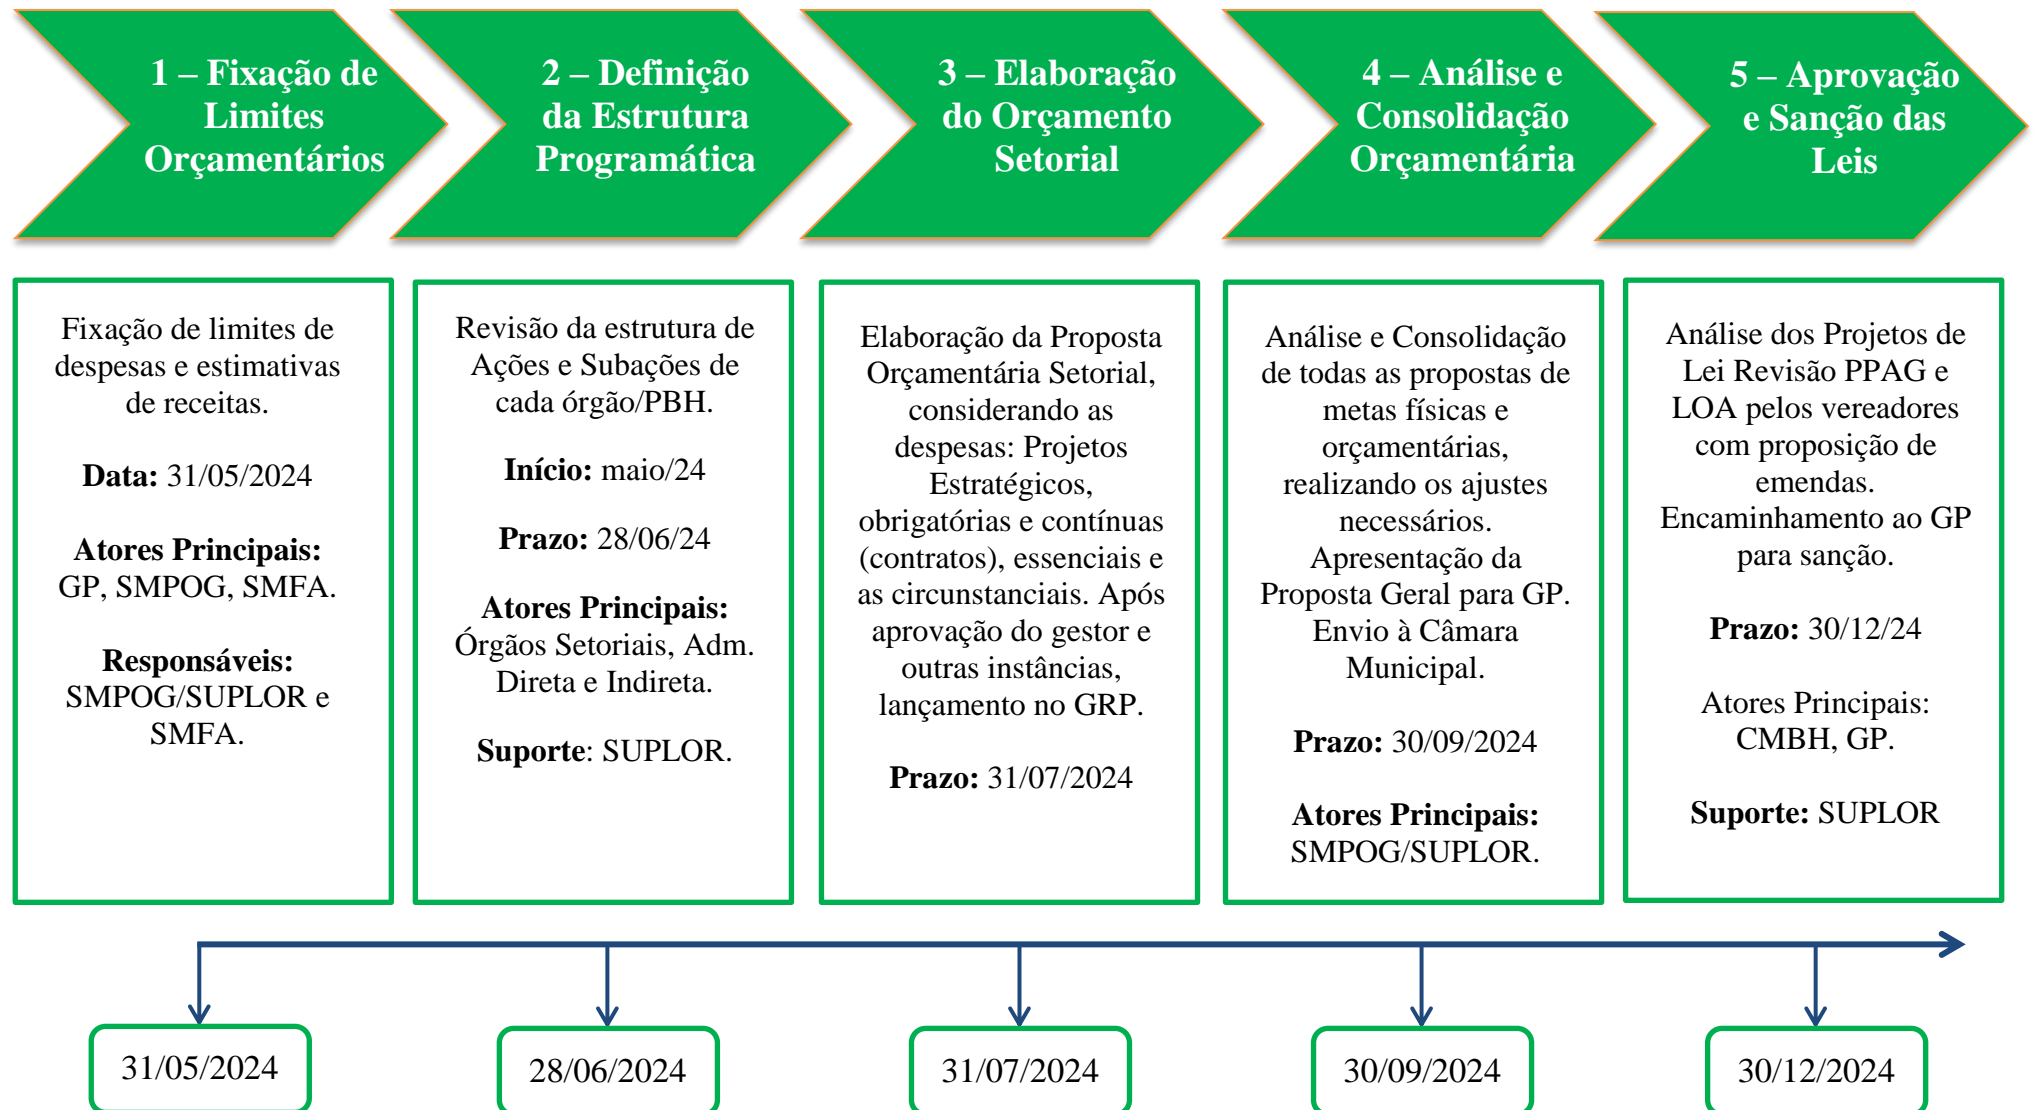 1 – Fixação de
Limites
Orçamentários
2 – Definição
da Estrutura
Programática
3 – Elaboração
do Orçamento
Setorial
4 – Análise e
Consolidação
Orçamentária
5 – Aprovação
e Sanção das
Leis
Fixação de limites de
despesas e estimativas
de receitas.
Data: 31/05/2024
Atores Principais:
GP, SMPOG, SMFA.
Responsáveis:
SMPOG/SUPLOR e
SMFA.
Revisão da estrutura de
Ações e Subações de
cada órgão/PBH.
Início: maio/24
Prazo: 28/06/24
Atores Principais:
Órgãos Setoriais, Adm.
Direta e Indireta.
Suporte: SUPLOR.
Elaboração da Proposta
Orçamentária Setorial,
considerando as
despesas: Projetos
Estratégicos,
obrigatórias e contínuas
(contratos), essenciais e
as circunstanciais. Após
aprovação do gestor e
outras instâncias,
lançamento no GRP.
Prazo: 31/07/2024
Análise e Consolidação
de todas as propostas de
metas físicas e
orçamentárias,
realizando os ajustes
necessários.
Apresentação da
Proposta Geral para GP.
Envio à Câmara
Municipal.
Prazo: 30/09/2024
Atores Principais:
SMPOG/SUPLOR.
Análise dos Projetos de
Lei Revisão PPAG e
LOA pelos vereadores
com proposição de
emendas.
Encaminhamento ao GP
para sanção.
Prazo: 30/12/24
Atores Principais:
CMBH, GP.
Suporte: SUPLOR
31/05/2024
28/06/2024
31/07/2024
30/09/2024
30/12/2024